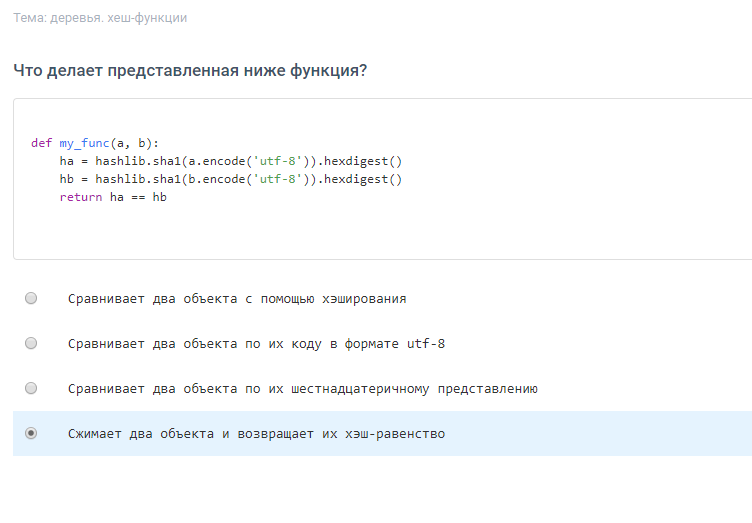 Тема: деревья. хеш-функции
Что делает представленная ниже функция?
def my_func(a, b):
    ha = hashlib.sha1(a.encode('utf-8')).hexdigest()
    hb = hashlib.sha1(b.encode('utf-8')).hexdigest()
    return ha == hb
Сравнивает два объекта с помощью хэширования
Сравнивает два объекта по их коду в формате utf-8
Сравнивает два объекта по их шестнадцатеричному представлению
Сжимает два объекта и возвращает их хэш-равенство